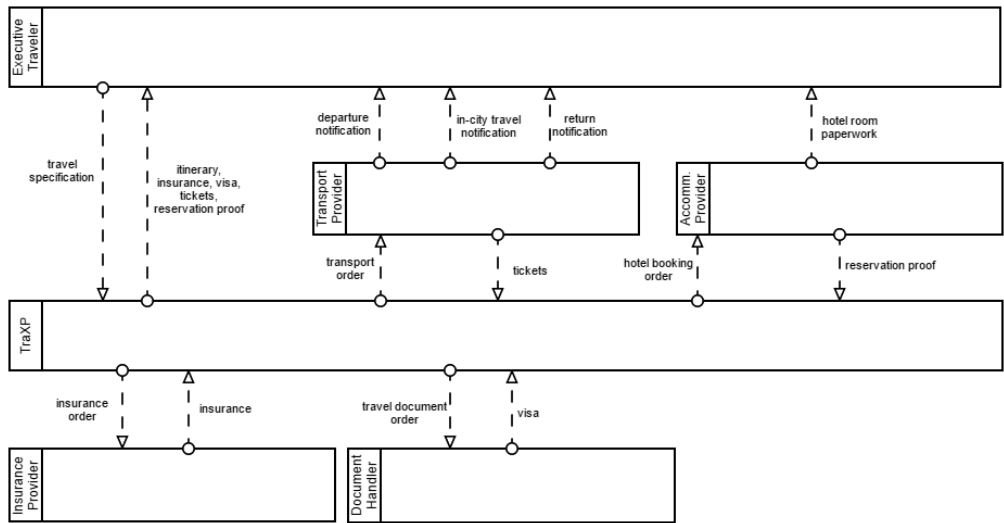 Executive
Traveler
travel
specification
itinerary,
insurance, visa,
tickets,
reservation proof
departure
notification
in-city travel
notification
return
notification
hotel room
paperwork
Transport
Provider
Accomm.
Provider
transport
order
tickets
hotel booking
order
reservation proof
TraXP
insurance
order
insurance
travel document
order
visa
Insurance
Provider
Document
Handler